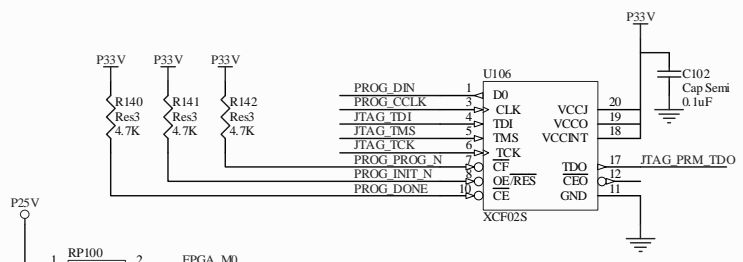 P33V
P33V P33V P33V
U106
C102
Cap Semi
0.1uF
R140
Res3
4.7K
R141
Res3
4.7K
R142
Res3
4.7K
PROG_DIN 1 D0
PROG_CCLK 3 CLK VCCJ 20
JTAG_TDI 4 TDI VCCO 19
JTAG_TMS 5 TMS VCCINT 18
JTAG_TCK 6 TCK
PROG_PROG_N 7 CF TDO 17 JTAG_PRM_TDO
PROG_INIT_N 8 OE/RES CEO 12
PROG_DONE 10 CE GND 11
XCF02S
P25V
RP100
1 2 FPGA_M0